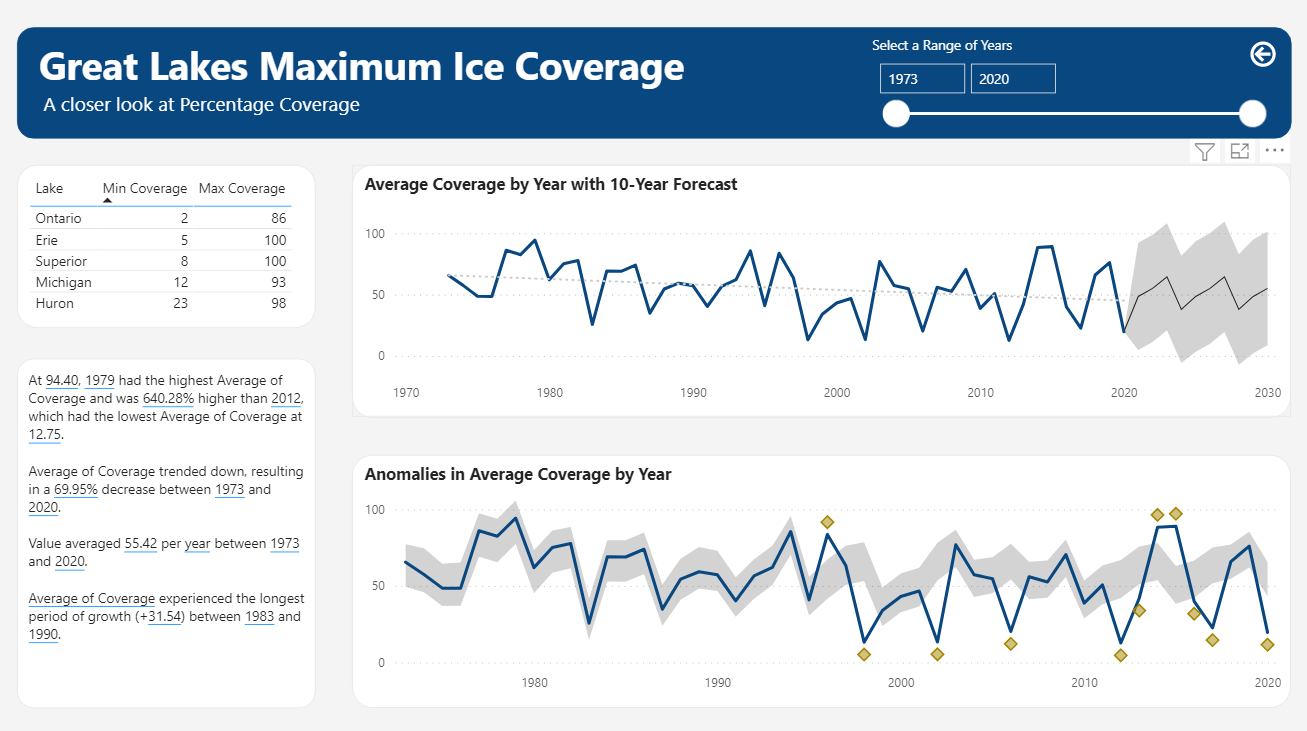 Great Lakes Maximum Ice Coverage
A closer look at Percentage Coverage
Select a Range of Years
1973 2020
Lake Min Coverage Max Coverage
Ontario 2 86
Erie 5 100
Superior 8 100
Michigan 12 93
Huron 23 98
At 94.40, 1979 had the highest Average of
Coverage and was 640.28% higher than 2012,
which had the lowest Average of Coverage at
12.75.
Average of Coverage trended down, resulting
in a 69.95% decrease between 1973 and
2020.
Value averaged 55.42 per year between 1973
and 2020.
Average of Coverage experienced the longest
period of growth (+31.54) between 1983 and
1990.
Average Coverage by Year with 10-Year Forecast
100
50
0
1970 1980 1990 2000 2010 2020 2030
Anomalies in Average Coverage by Year
100
50
0
1980 1990 2000 2010 2020